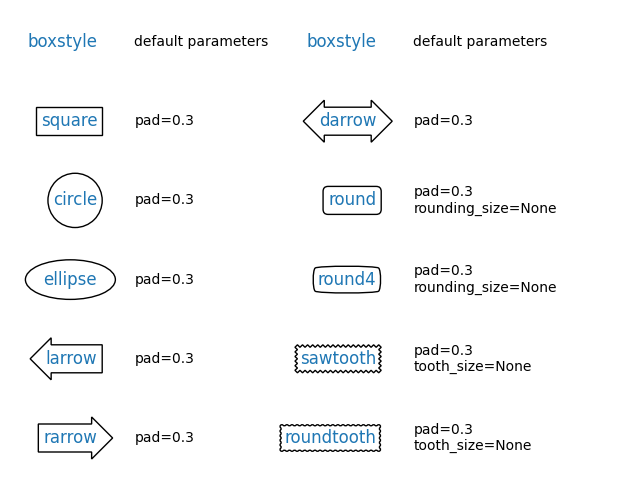 boxstyle default parameters boxstyle default parameters
square pad=0.3 darrow pad=0.3
circle pad=0.3 round pad=0.3
rounding_size=None
ellipse pad=0.3 round4 pad=0.3
rounding_size=None
larrow pad=0.3 sawtooth pad=0.3
tooth_size=None
rarrow pad=0.3 roundtooth pad=0.3
tooth_size=None